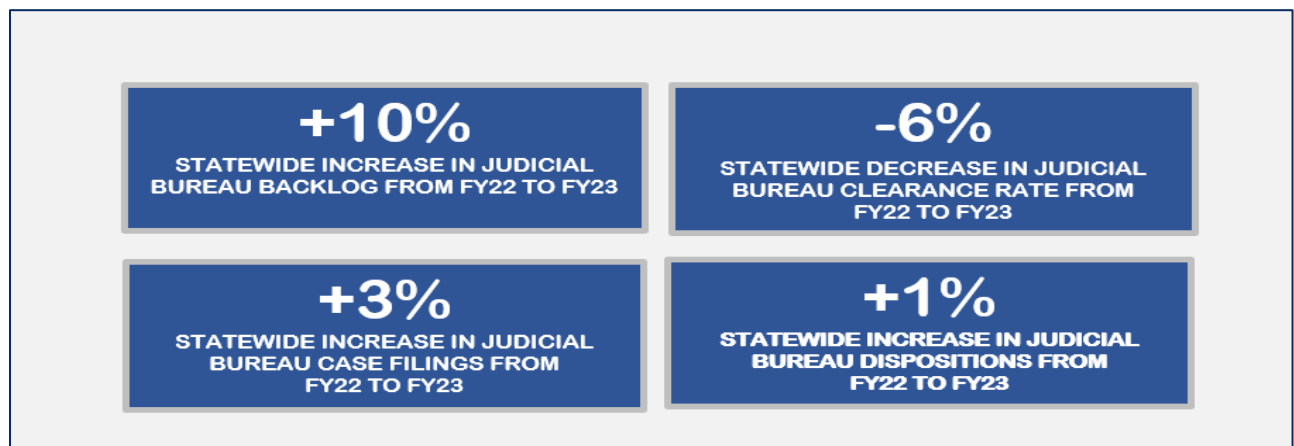 +10%
STATEWIDE INCREASE IN JUDICIAL
BUREAU BACKLOG FROM FY22 TO FY23
-6%
STATEWIDE DECREASE IN JUDICIAL
BUREAU CLEARANCE RATE FROM
FY22 TO FY23
+3%
STATEWIDE INCREASE IN JUDICIAL
BUREAU CASE FILINGS FROM
FY22 TO FY23
+1%
STATEWIDE INCREASE IN JUDICIAL
BUREAU DISPOSITIONS FROM
FY22 TO FY23